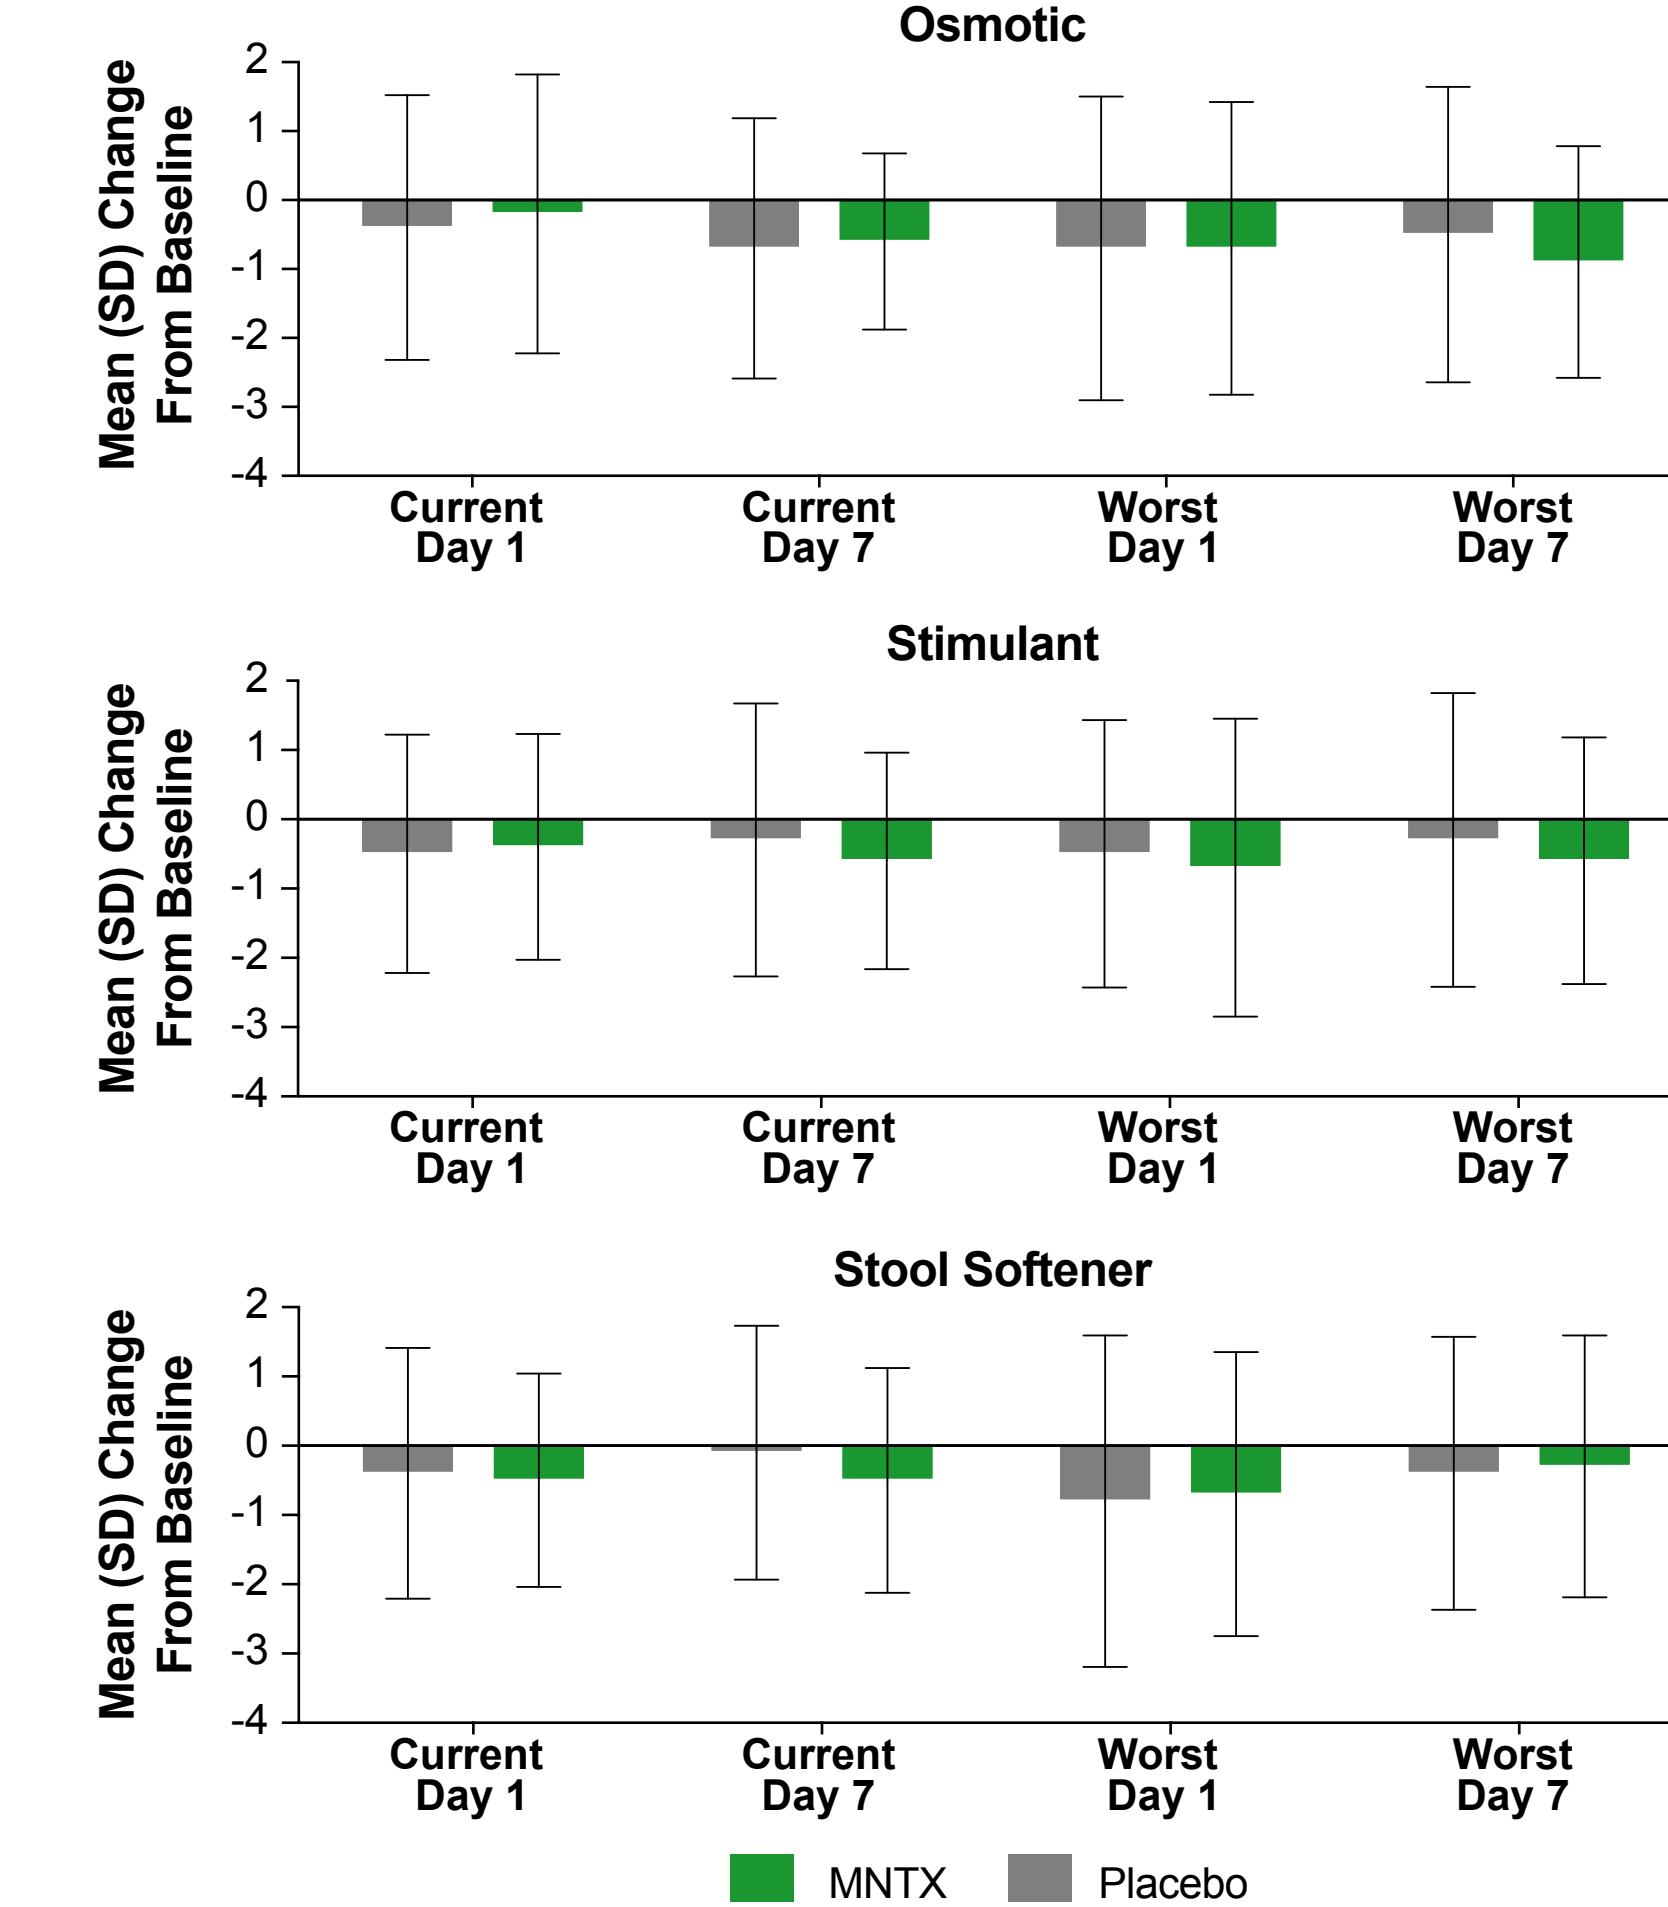 Osmotic
Mean (SD) Change
From Baseline
2
1
0
-1
-2
-3
-4
Current
Day 1
Current
Day 7
Worst
Day 1
Worst
Day 7
Stimulant
Mean (SD) Change
From Baseline
2
1
0
-1
-2
-3
-4
Current
Day 1
Current
Day 7
Worst
Day 1
Worst
Day 7
Stool Softener
Mean (SD) Change
From Baseline
2
1
0
-1
-2
-3
-4
Current
Day 1
Current
Day 7
Worst
Day 1
Worst
Day 7
MNTX
Placebo